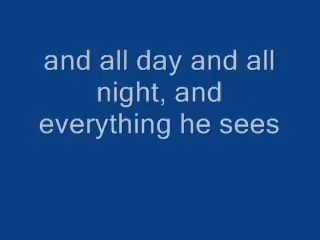 and all day and all
night, and
everything he sees